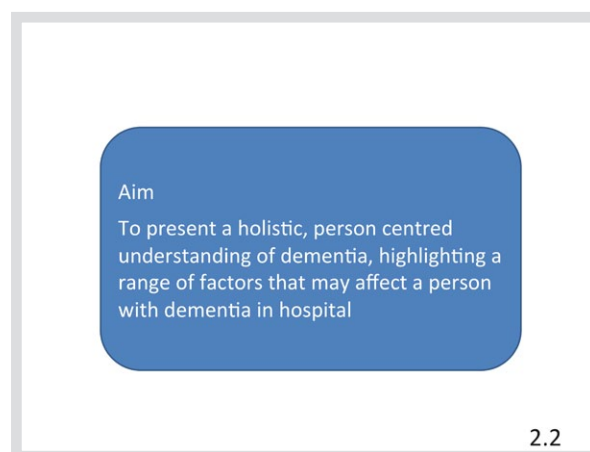 Aim
To present a holistic, person centred
understanding of dementia, highlighting a
range of factors that may affect a person
with dementia in hospital
2.2